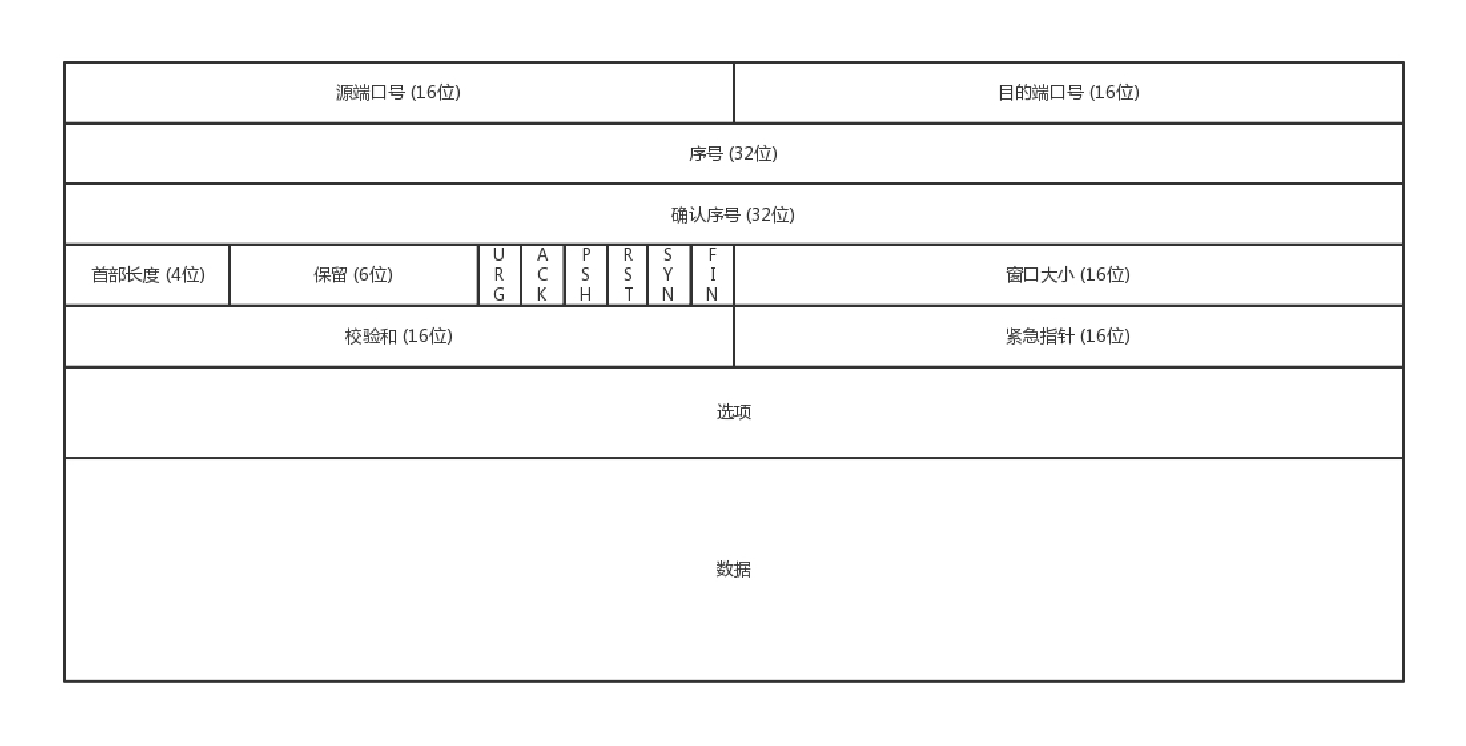 源端口号 (16位)
目的端口号 (16位)
序号 (32位)
确认序号 (32位)
首部长度 (4位)
保留 (6位)
URG
ACK
PSH
RST
SYN
FIN
窗口大小 (16位)
校验和 (16位)
紧急指针 (16位)
选项
数据